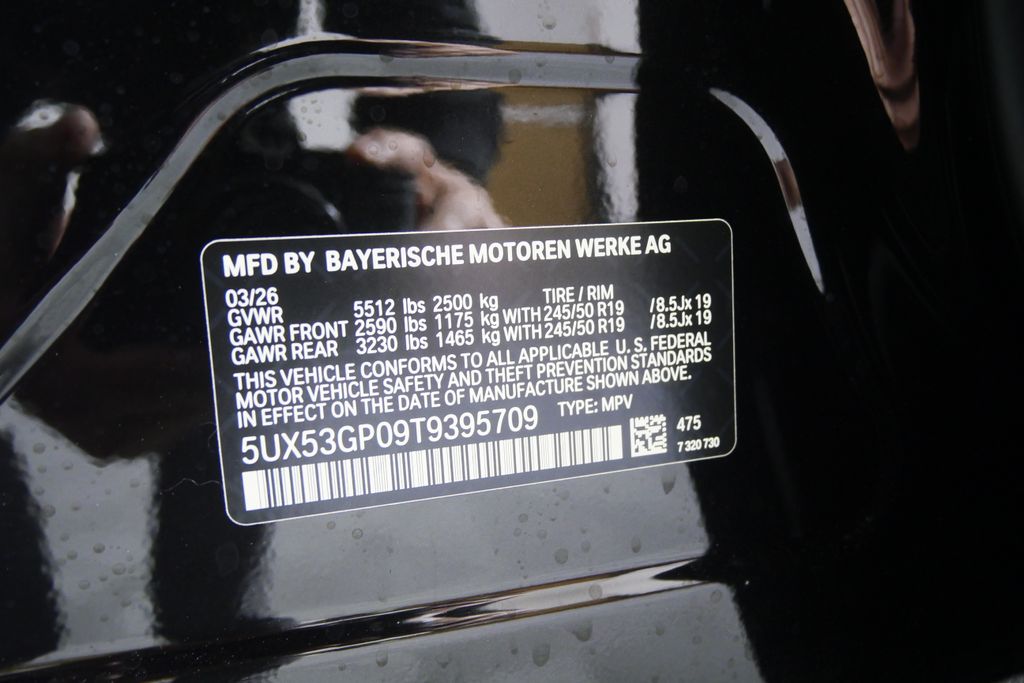 MFD BY BAYERISCHE MOTOREN WERKE AG
03/26 TIRE / RIM
GVWR 5512 lbs 2500 kg
GAWR FRONT 2590 lbs 1175 kg WITH 245/50 R19 /8.5Jx 19
GAWR REAR 3230 lbs 1465 kg WITH 245/50 R19 /8.5Jx 19
THIS VEHICLE CONFORMS TO ALL APPLICABLE U. S. FEDERAL
MOTOR VEHICLE SAFETY AND THEFT PREVENTION STANDARDS
IN EFFECT ON THE DATE OF MANUFACTURE SHOWN ABOVE.
5UX53GP09T9395709 TYPE: MPV
475
7 320 730